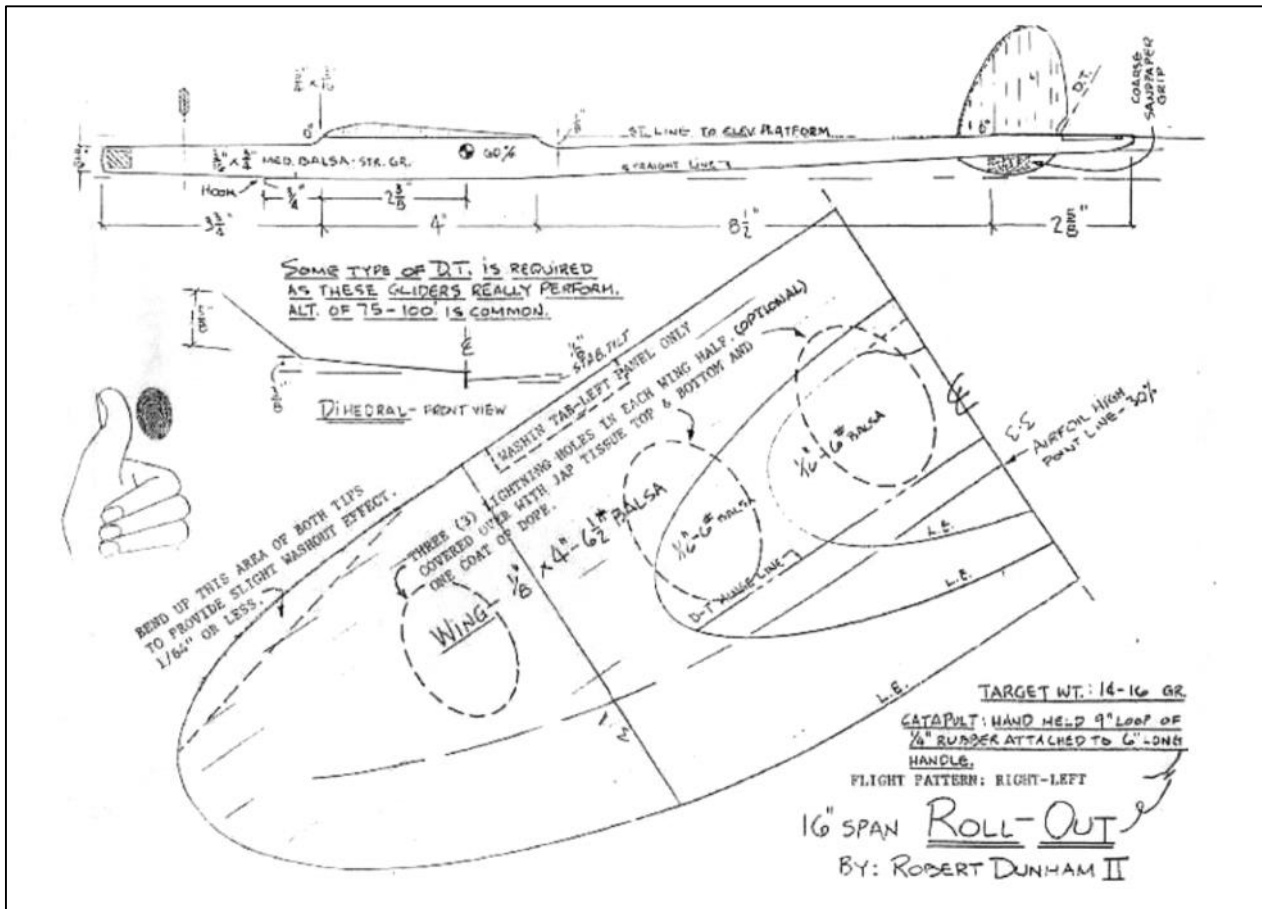 ST. LINE TO ELEV. PLATFORM
D.T.
COARSE
SANDPAPER
GRIP
MED. BALSA - STR. GR.
60%
STRAIGHT LINE
HOOK
3/4"
2 3/8"
3 3/4"
4"
8 1/2"
SOME TYPE OF D.T. IS REQUIRED
AS THESE GLIDERS REALLY PERFORM.
ALT. OF 75-100' IS COMMON.
STAB. TILT
DIHEDRAL - FRONT VIEW
WASHIN TAB-LEFT PANEL ONLY
THREE (3) LIGHTNING-HOLES IN EACH WING HALF. (OPTIONAL)
COVERED OVER WITH JAP TISSUE TOP & BOTTOM AND
ONE COAT OF DOPE.
BEND UP THIS AREA OF BOTH TIPS
TO PROVIDE SLIGHT WASHOUT EFFECT.
1/64" OR LESS.
WING - 1/8" x 4" - 6 1/2# BALSA
1/16" - 6# BALSA
1/16" - 6# BALSA
D-T HINGE LINE
AIRFOIL HIGH
POINT LINE - 30%
L.E.
L.E.
L.E.
TARGET WT.: 14-16 GR.
CATAPULT: HAND HELD 9" LOOP OF
1/4" RUBBER ATTACHED TO 6" LONG
HANDLE.
FLIGHT PATTERN: RIGHT-LEFT
16" SPAN ROLL-OUT
BY: ROBERT DUNHAM II